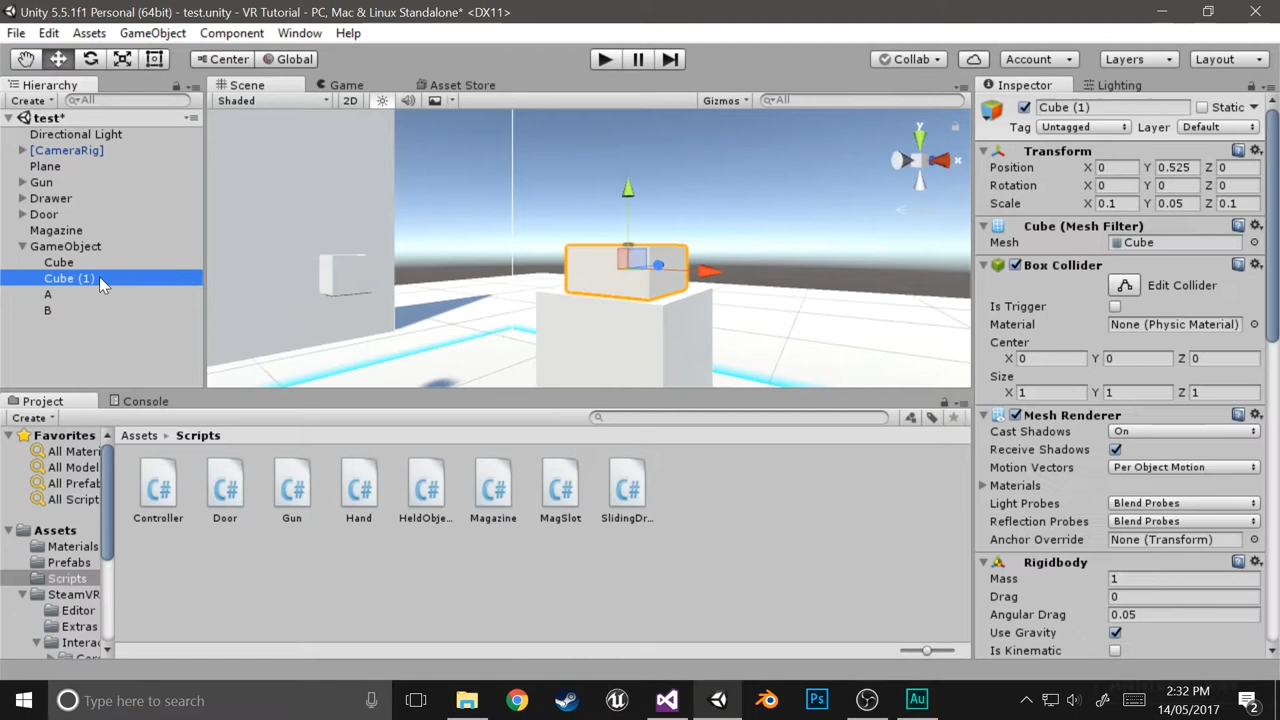 Unity 5.5.1f1 Personal (64bit) - test.unity - VR Tutorial - PC, Mac & Linux Standalone* <DX11>
File Edit Assets GameObject Component Window Help
Center Global Collab Account Layers Layout
Hierarchy
Create All
test*
Directional Light
[CameraRig]
Plane
Gun
Drawer
Door
Magazine
GameObject
Cube
Cube (1)
A
B
Scene Game Asset Store
Shaded 2D Gizmos All
y
x
Inspector Lighting
Cube (1) Static
Tag Untagged Layer Default
Transform
Position X 0 Y 0.525 Z 0
Rotation X 0 Y 0 Z 0
Scale X 0.1 Y 0.05 Z 0.1
Cube (Mesh Filter)
Mesh Cube
Box Collider
Edit Collider
Is Trigger
Material None (Physic Material)
Center
X 0 Y 0 Z 0
Size
X 1 Y 1 Z 1
Mesh Renderer
Cast Shadows On
Receive Shadows
Motion Vectors Per Object Motion
Materials
Light Probes Blend Probes
Reflection Probes Blend Probes
Anchor Override None (Transform)
Rigidbody
Mass 1
Drag 0
Angular Drag 0.05
Use Gravity
Is Kinematic
Project Console
Create
Favorites
All Materi
All Model
All Prefab
All Script
Assets
Materials
Prefabs
Scripts
SteamVR
Editor
Extras
Intera
Assets Scripts
C# C# C# C# C# C# C# C#
Controller Door Gun Hand HeldObje... Magazine MagSlot SlidingDr...
Type here to search
Ps
Au
2:32 PM
14/05/2017
2